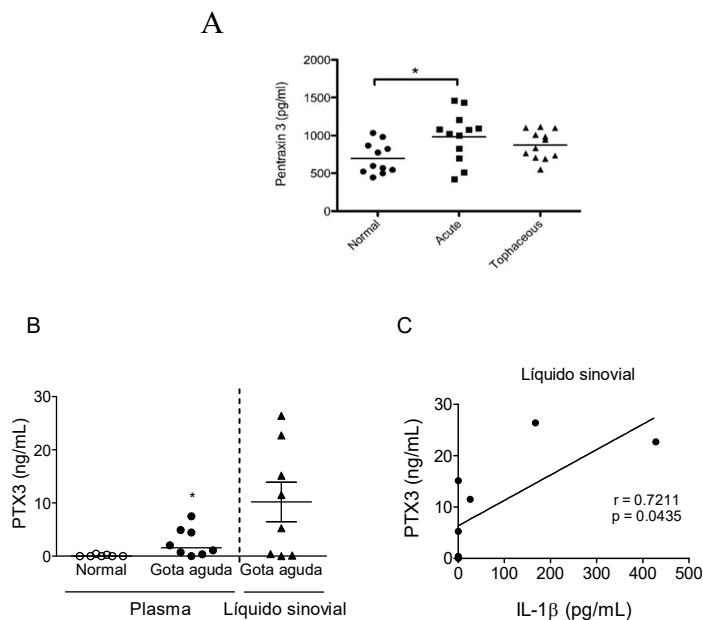 A
2000
1500
1000
500
0
Pentraxin 3 (pg/ml)
*
Normal
Acute
Tophaceous
B
30
20
10
0
PTX3 (ng/mL)
*
Normal Gota aguda Gota aguda
Plasma Líquido sinovial
C
Líquido sinovial
30
20
10
0
PTX3 (ng/mL)
r = 0.7211
p = 0.0435
0 100 200 300 400 500
IL-1β (pg/mL)